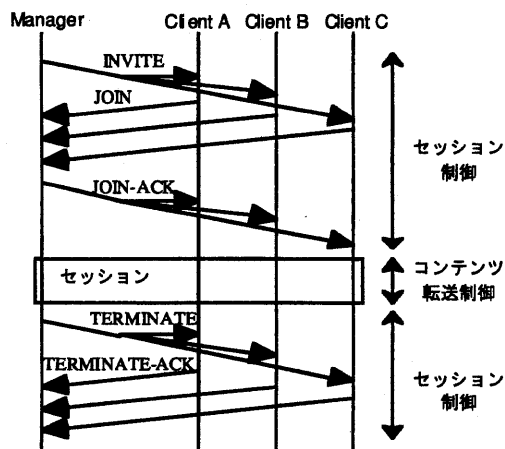 Manager Client A Client B Client C
INVITE
JOIN
セッション
制御
JOIN-ACK
セッション
コンテンツ
転送制御
TERMINATE
TERMINATE-ACK
セッション
制御